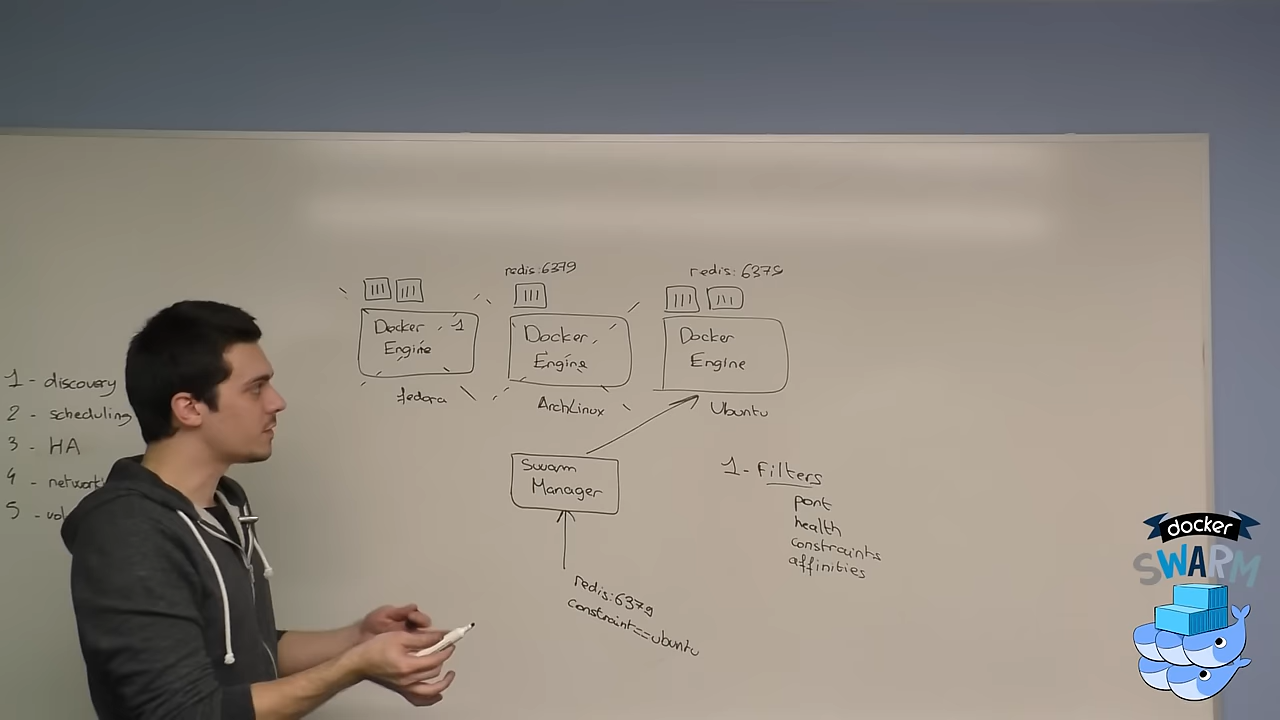 redis:6379
redis:6379
Docker 1
Engine
Docker
Engine
Docker
Engine
fedora
ArchLinux
Ubuntu
1 - discovery
2 - scheduling
3 - HA
4 - network
5 - vol
Swarm
Manager
1 - Filters
port
health
constraints
affinities
redis:6379
constraint==ubuntu
docker
SWARM